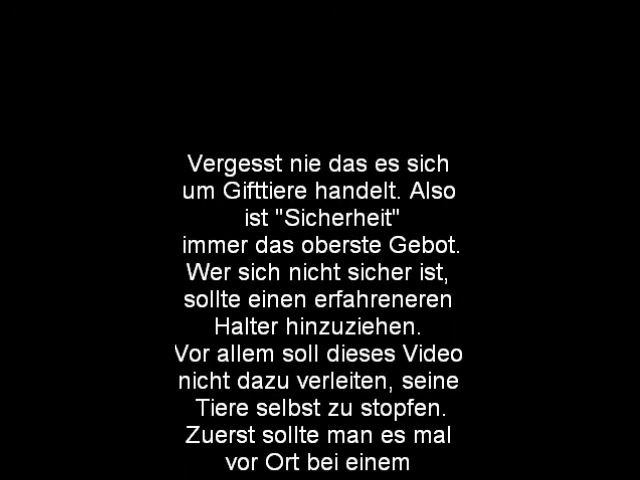 Vergesst nie das es sich
um Gifttiere handelt. Also
ist "Sicherheit"
immer das oberste Gebot.
Wer sich nicht sicher ist,
sollte einen erfahreneren
Halter hinzuziehen.
Vor allem soll dieses Video
nicht dazu verleiten, seine
Tiere selbst zu stopfen.
Zuerst sollte man es mal
vor Ort bei einem